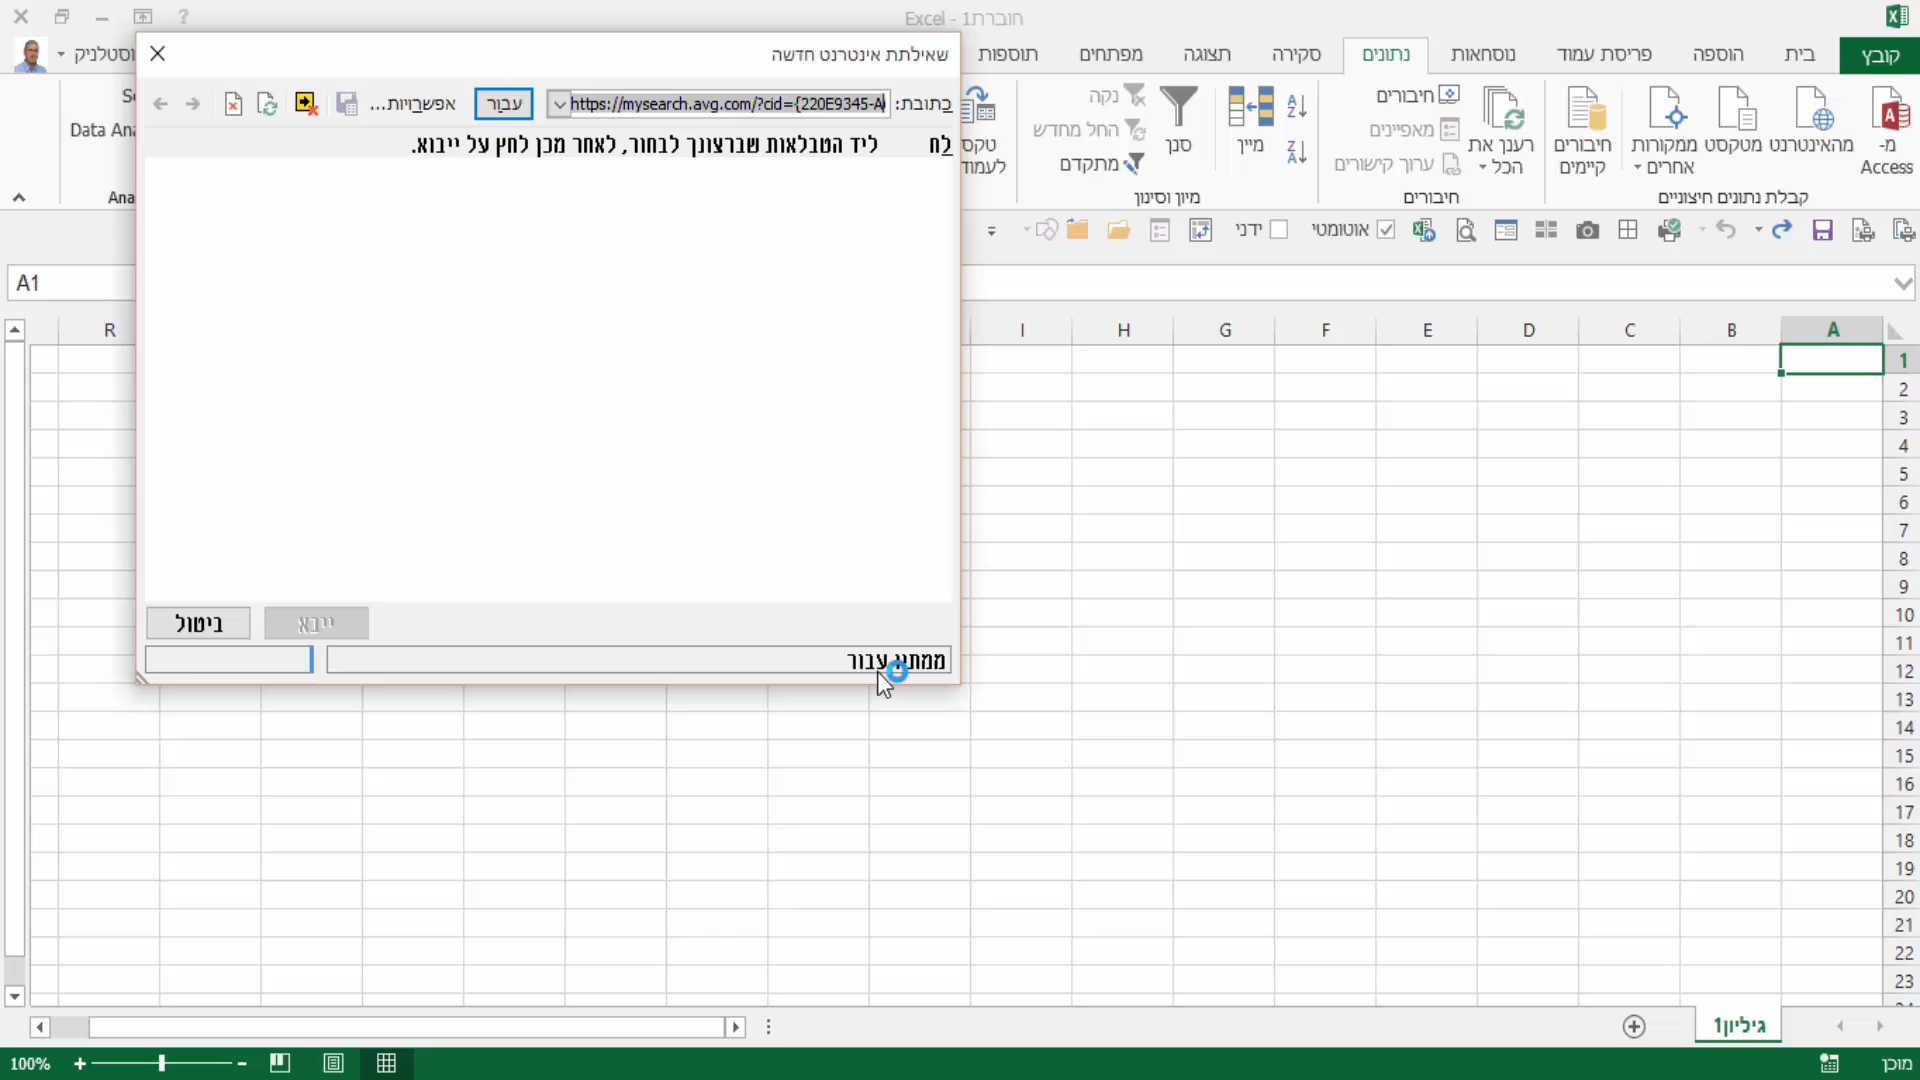 חוברת1 - Excel
קובץ
בית
הוספה
פריסת עמוד
נוסחאות
נתונים
סקירה
תצוגה
מפתחים
תוספות
וסטלניק
מ-
Access
מהאינטרנט
מטקסט
ממקורות
אחרים
חיבורים
קיימים
קבלת נתונים חיצוניים
רענן את
הכל
חיבורים
מאפיינים
ערוך קישורים
חיבורים
מיין
סנן
נקה
החל מחדש
מתקדם
מיון וסינון
טקס
לעמוד
Data Ana
Ana
אוטומטי
ידני
שאילתת אינטרנט חדשה
כתובת:
https://mysearch.avg.com/?cid={220E9345-A
עבור
אפשרויות...
לח ליד הטבלאות שברצונך לבחור, לאחר מכן לחץ על ייבוא.
ייבא
ביטול
ממתין עבור
A1
A B C D E F G H I R
1
2
3
4
5
6
7
8
9
10
11
12
13
14
15
16
17
18
19
20
21
22
23
גיליון1
מוכן
100%